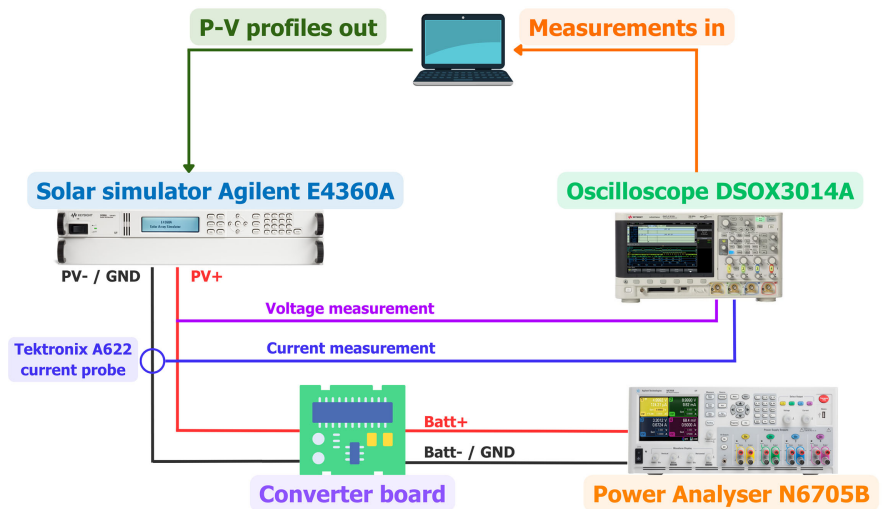 P-V profiles out
Measurements in
Solar simulator Agilent E4360A
Oscilloscope DSOX3014A
PV- / GND
PV+
Voltage measurement
Tektronix A622
current probe
Current measurement
Batt+
Batt- / GND
Converter board
Power Analyser N6705B